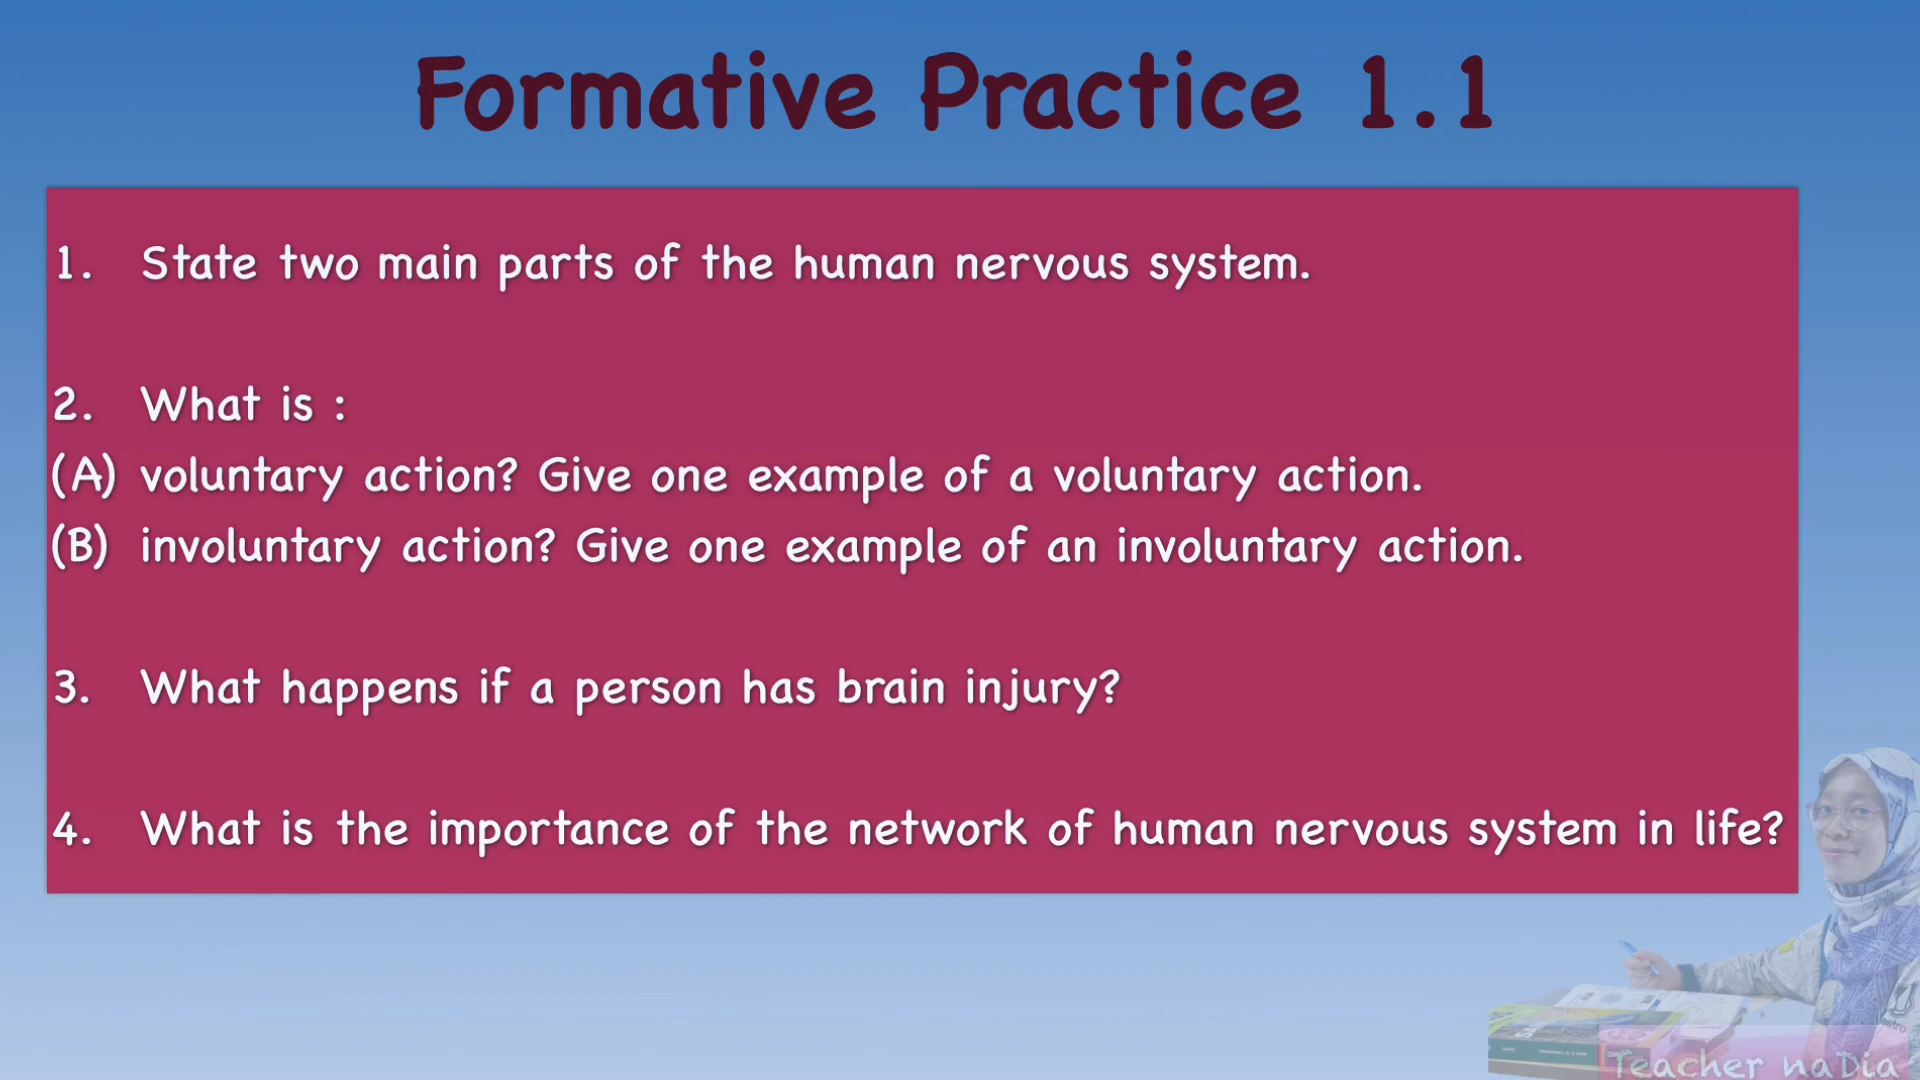 Formative Practice 1.1
1. State two main parts of the human nervous system.
2. What is :
(A) voluntary action? Give one example of a voluntary action.
(B) involuntary action? Give one example of an involuntary action.
3. What happens if a person has brain injury?
4. What is the importance of the network of human nervous system in life?
Teacher naDia